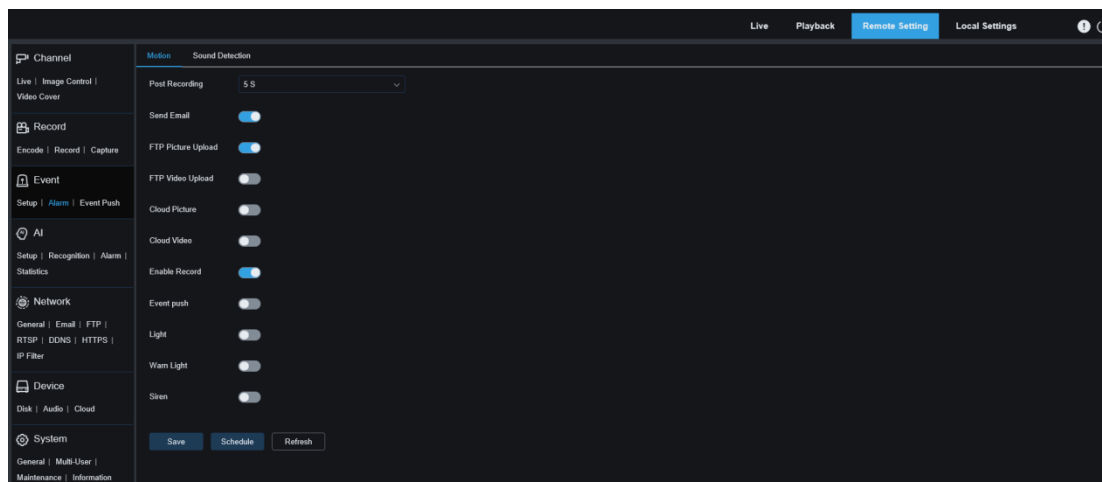 Live Playback Remote Setting Local Settings
Channel
Live | Image Control |
Video Cover
Record
Encode | Record | Capture
Event
Setup | Alarm | Event Push
AI
Setup | Recognition | Alarm |
Statistics
Network
General | Email | FTP |
RTSP | DDNS | HTTPS |
IP Filter
Device
Disk | Audio | Cloud
System
General | Multi-User |
Maintenance | Information
Motion Sound Detection
Post Recording 5 S
Send Email
FTP Picture Upload
FTP Video Upload
Cloud Picture
Cloud Video
Enable Record
Event push
Light
Warn Light
Siren
Save Schedule Refresh